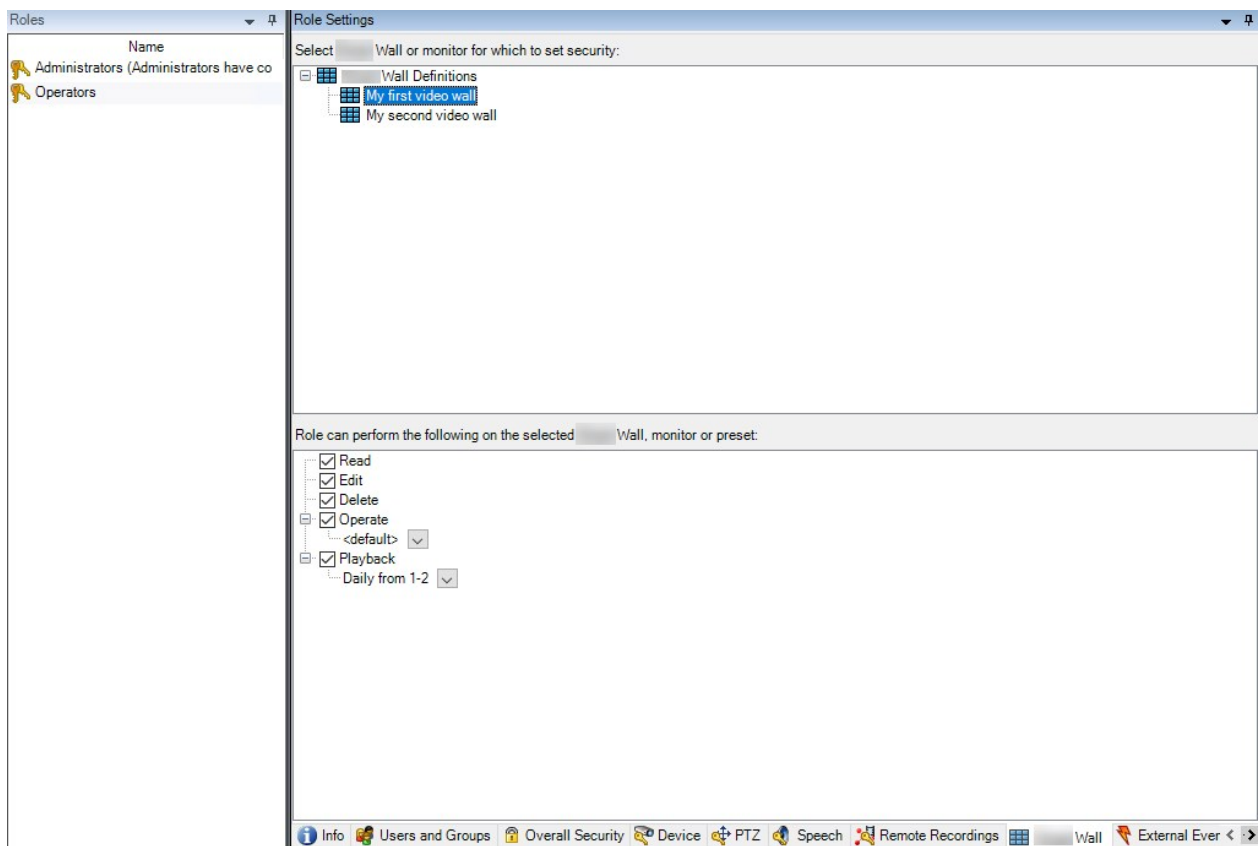 Roles
Name
Administrators (Administrators have co
Operators
Role Settings
Select Wall or monitor for which to set security:
Wall Definitions
My first video wall
My second video wall
Role can perform the following on the selected Wall, monitor or preset:
Read
Edit
Delete
Operate
<default>
Playback
Daily from 1-2
Info Users and Groups Overall Security Device PTZ Speech Remote Recordings Wall External Ever